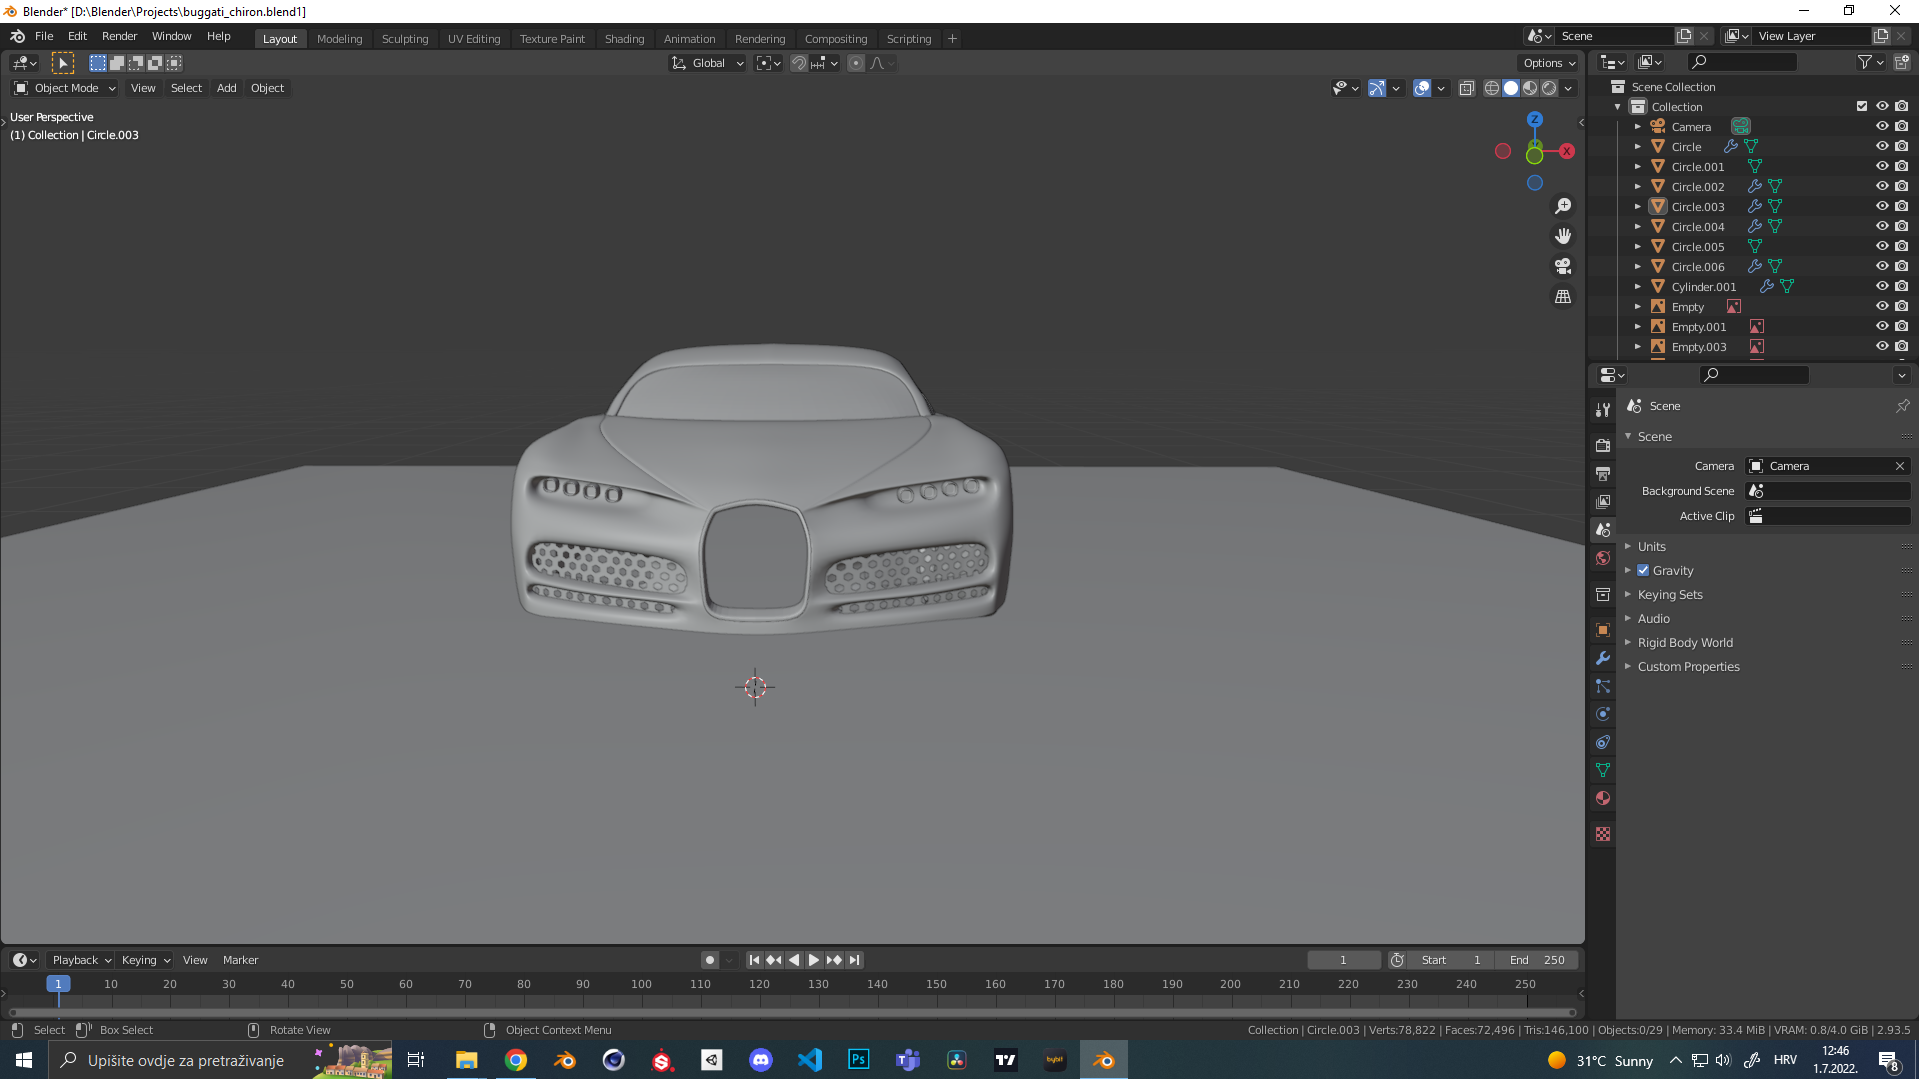 Blender* [D:\Blender\Projects\buggati_chiron.blend1]
File Edit Render Window Help
Layout Modeling Sculpting UV Editing Texture Paint Shading Animation Rendering Compositing Scripting +
Scene
View Layer
Global
Options
Object Mode View Select Add Object
User Perspective
(1) Collection | Circle.003
Z
X
Scene Collection
Collection
Camera
Circle
Circle.001
Circle.002
Circle.003
Circle.004
Circle.005
Circle.006
Cylinder.001
Empty
Empty.001
Empty.003
Scene
Scene
Camera Camera
Background Scene
Active Clip
Units
Gravity
Keying Sets
Audio
Rigid Body World
Custom Properties
Playback Keying View Marker
1 Start 1 End 250
1 10 20 30 40 50 60 70 80 90 100 110 120 130 140 150 160 170 180 190 200 210 220 230 240 250
Select Box Select Rotate View Object Context Menu
Collection | Circle.003 | Verts:78,822 | Faces:72,496 | Tris:146,100 | Objects:0/29 | Memory: 33.4 MiB | VRAM: 0.8/4.0 GiB | 2.93.5
Upišite ovdje za pretraživanje
Ps
bybit
31°C Sunny
HRV
12:46
1.7.2022.
8